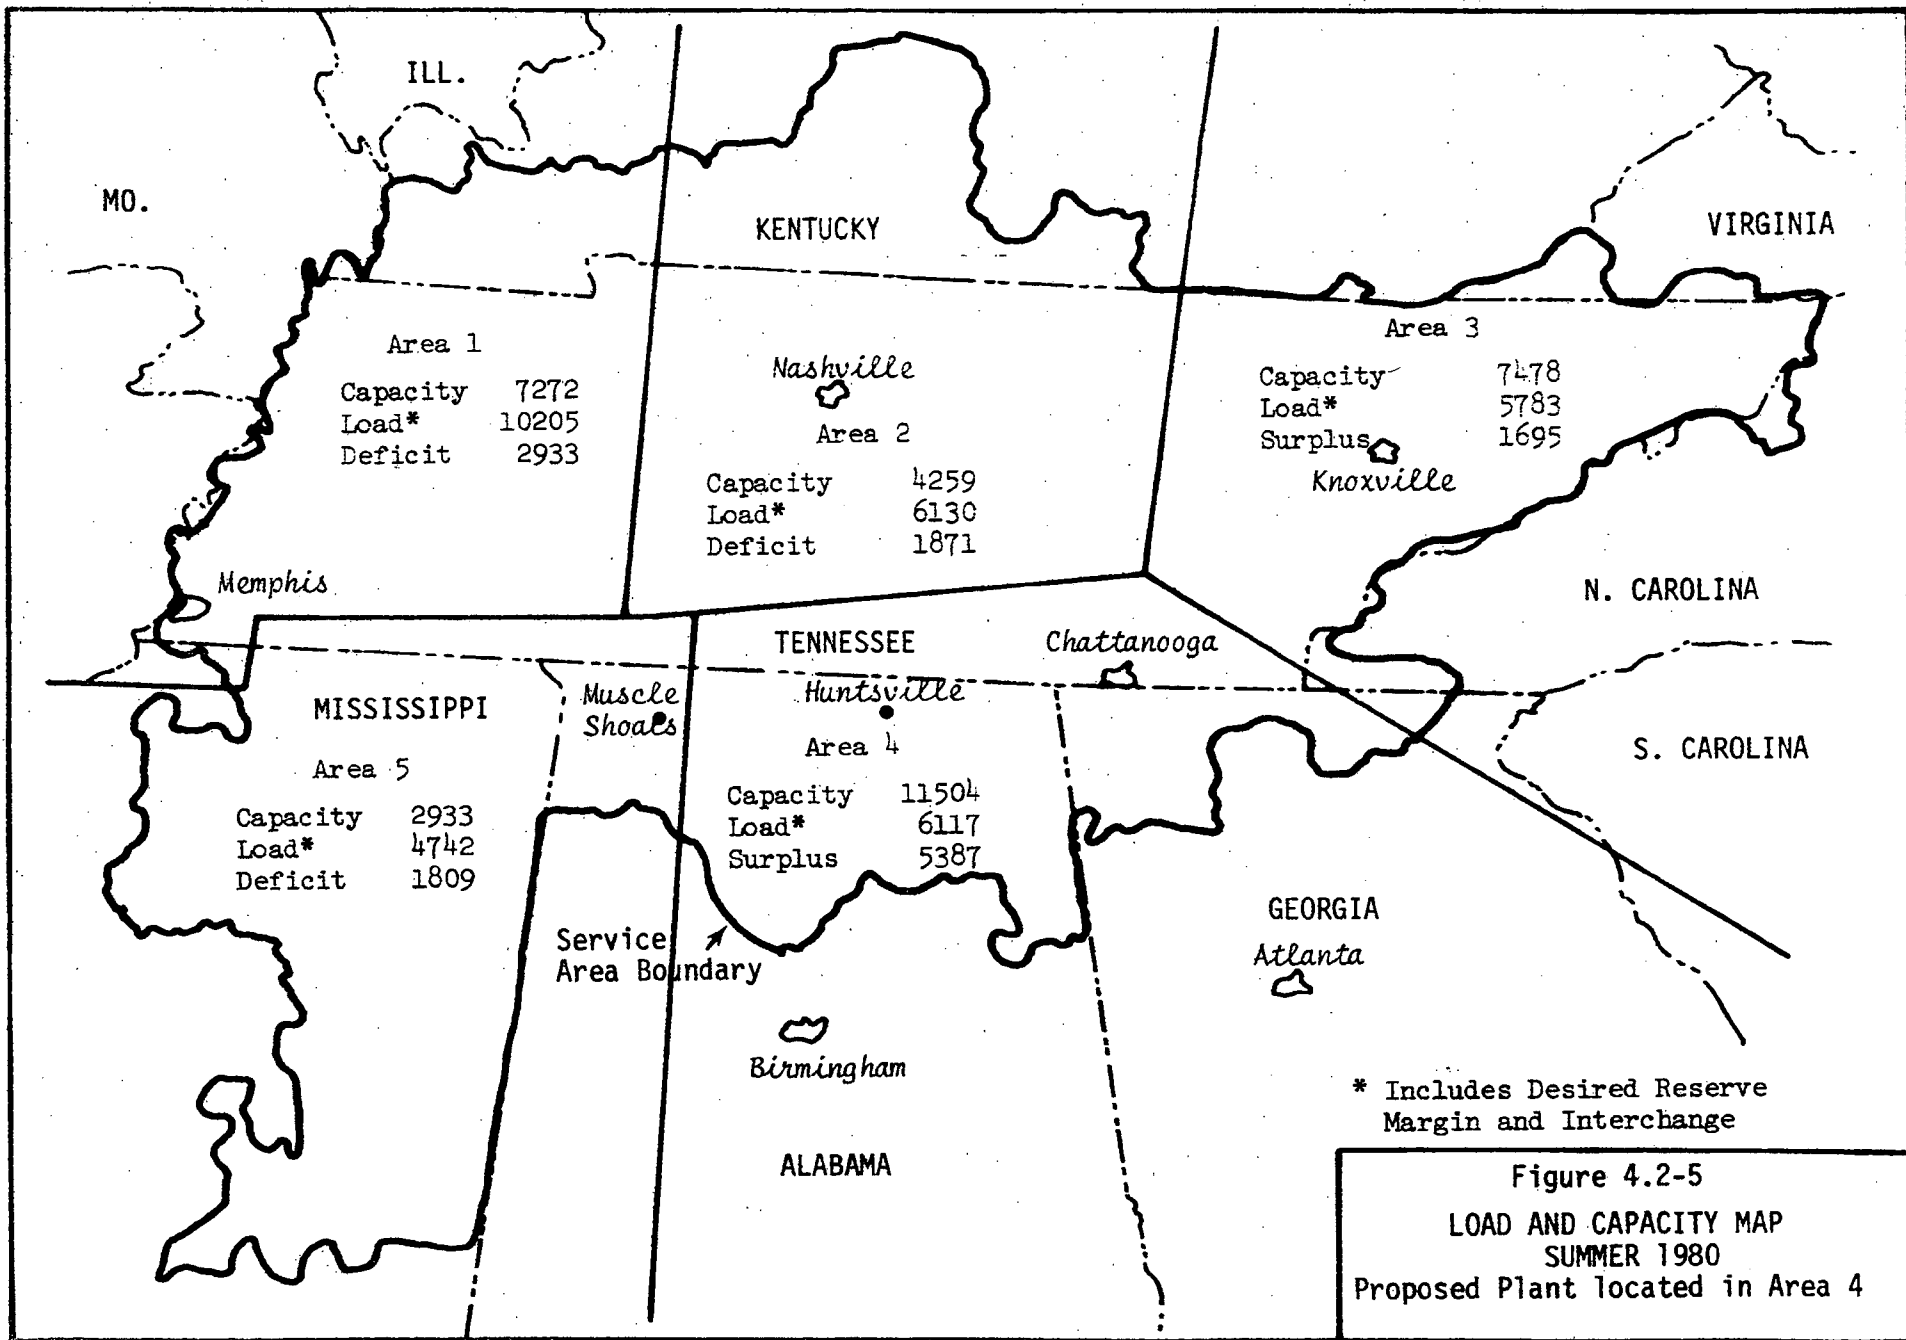 ILL.
MO.
KENTUCKY
VIRGINIA
Area 1
Capacity 7272
Load* 10205
Deficit 2933
Nashville
Area 2
Capacity 4259
Load* 6130
Deficit 1871
Area 3
Capacity 7478
Load* 5783
Surplus 1695
Knoxville
Memphis
N. CAROLINA
TENNESSEE
Chattanooga
MISSISSIPPI
Muscle
Shoals
Huntsville
S. CAROLINA
Area 5
Capacity 2933
Load* 4742
Deficit 1809
Area 4
Capacity 11504
Load* 6117
Surplus 5387
Service
Area Boundary
GEORGIA
Atlanta
Birmingham
ALABAMA
* Includes Desired Reserve
Margin and Interchange
Figure 4.2-5
LOAD AND CAPACITY MAP
SUMMER 1980
Proposed Plant located in Area 4